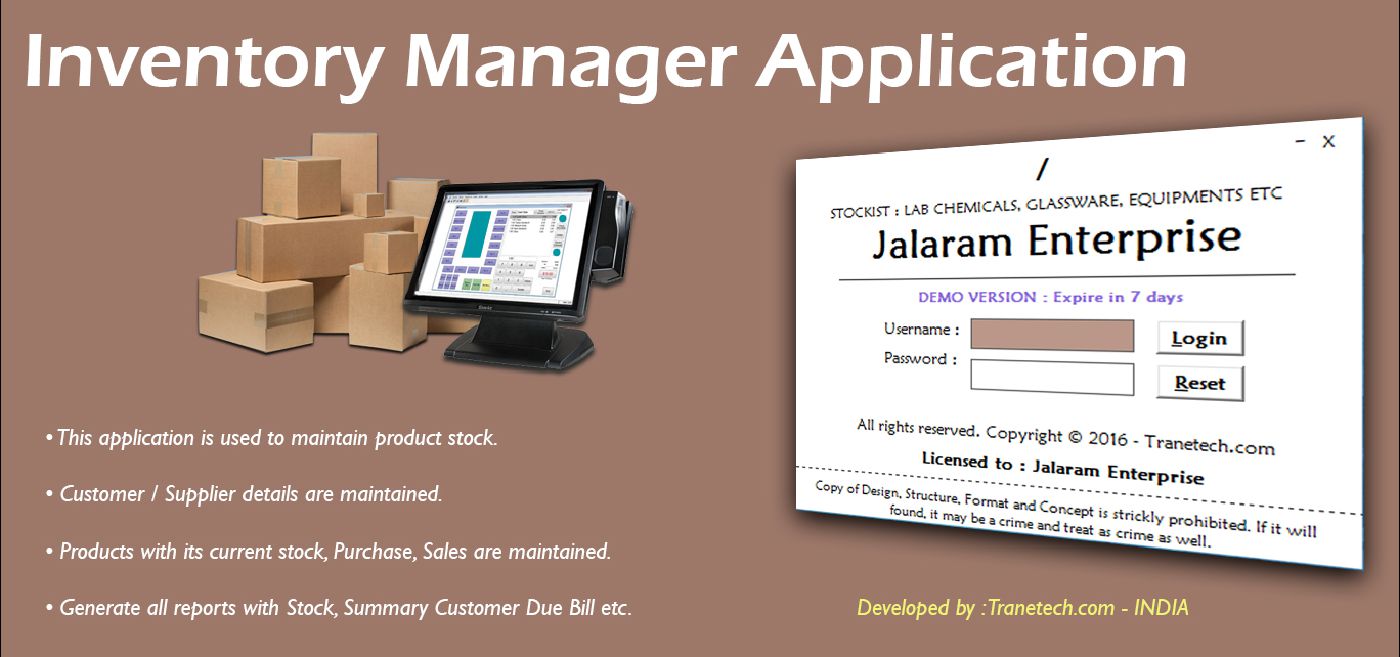 Inventory Manager Application
- X
/
STOCKIST : LAB CHEMICALS, GLASSWARE, EQUIPMENTS ETC
Jalaram Enterprise
DEMO VERSION : Expire in 7 days
Username :
Login
Password :
Reset
All rights reserved. Copyright © 2016 - Tranetech.com
Licensed to : Jalaram Enterprise
Copy of Design, Structure, Format and Concept is strickly prohibited. If it will
found, it may be a crime and treat as crime as well.
• This application is used to maintain product stock.
• Customer / Supplier details are maintained.
• Products with its current stock, Purchase, Sales are maintained.
• Generate all reports with Stock, Summary Customer Due Bill etc.
Developed by :Tranetech.com - INDIA